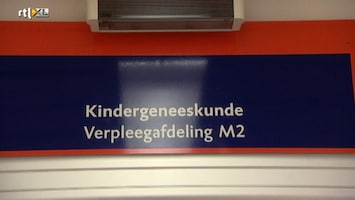 rtl XL
Kindergeneeskunde
Verpleegafdeling M2